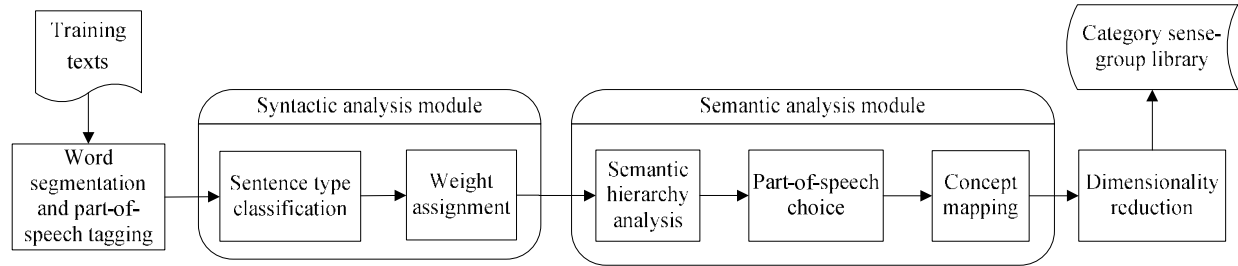 Training
texts
Word
segmentation
and part-of-
speech tagging
Syntactic analysis module
Sentence type
classification
Weight
assignment
Semantic analysis module
Semantic
hierarchy
analysis
Part-of-speech
choice
Concept
mapping
Dimensionality
reduction
Category sense-
group library